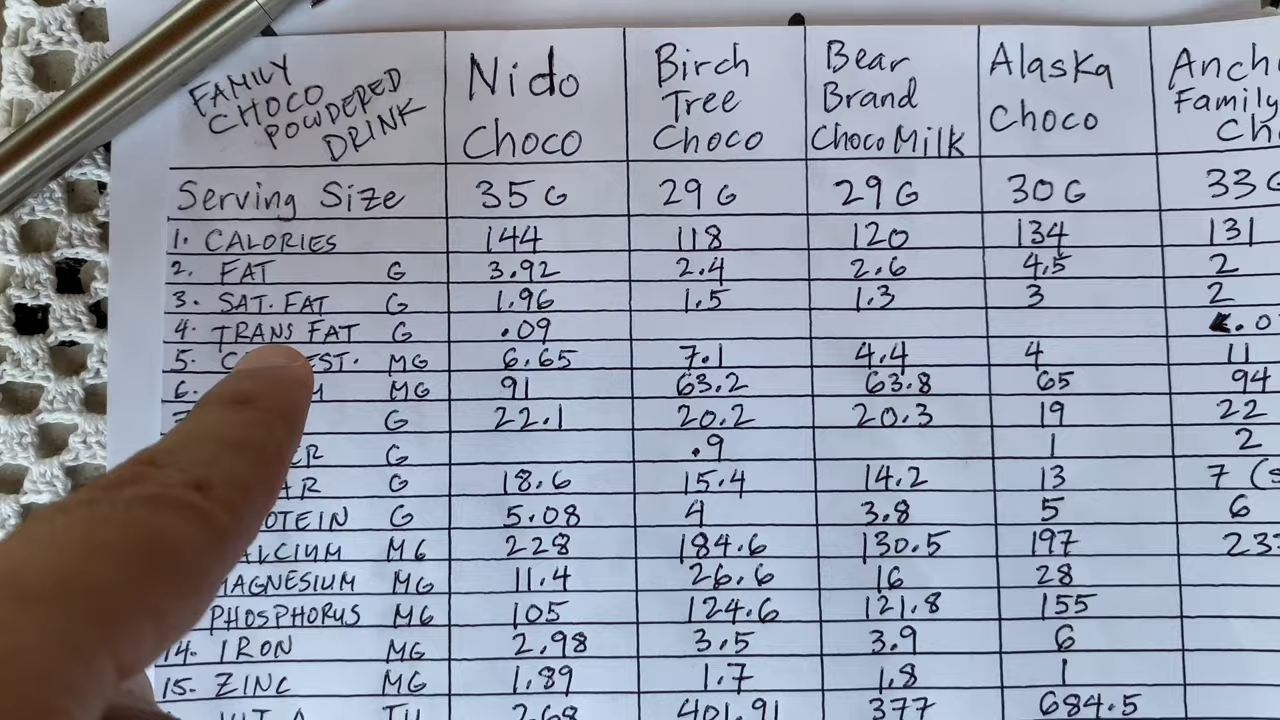 FAMILY CHOCO POWDERED DRINK Nido Choco Birch Tree Choco Bear Brand Choco Milk Alaska Choco Family
Serving Size 35 G 29 G 29 G 30 G 33
1. CALORIES 144 118 120 134 131
2. FAT G 3.92 2.4 2.6 4.5 2
3. SAT. FAT G 1.96 1.5 1.3 3 2
4. TRANS FAT G .09
5. MG 6.65 7.1 4.4 4 11
6. MG 91 63.2 63.8 65 94
G 22.1 20.2 20.3 19 22
G .9 1 2
G 18.6 15.4 14.2 13 7
G 5.08 4 3.8 5 6
MG 228 184.6 130.5 197
MAGNESIUM MG 11.4 26.6 16 28
PHOSPHORUS MG 105 124.6 121.8 155
14. IRON MG 2.98 3.5 3.9 6
15. ZINC MG 1.89 1.7 1.8 1
268 401.91 377 684.5